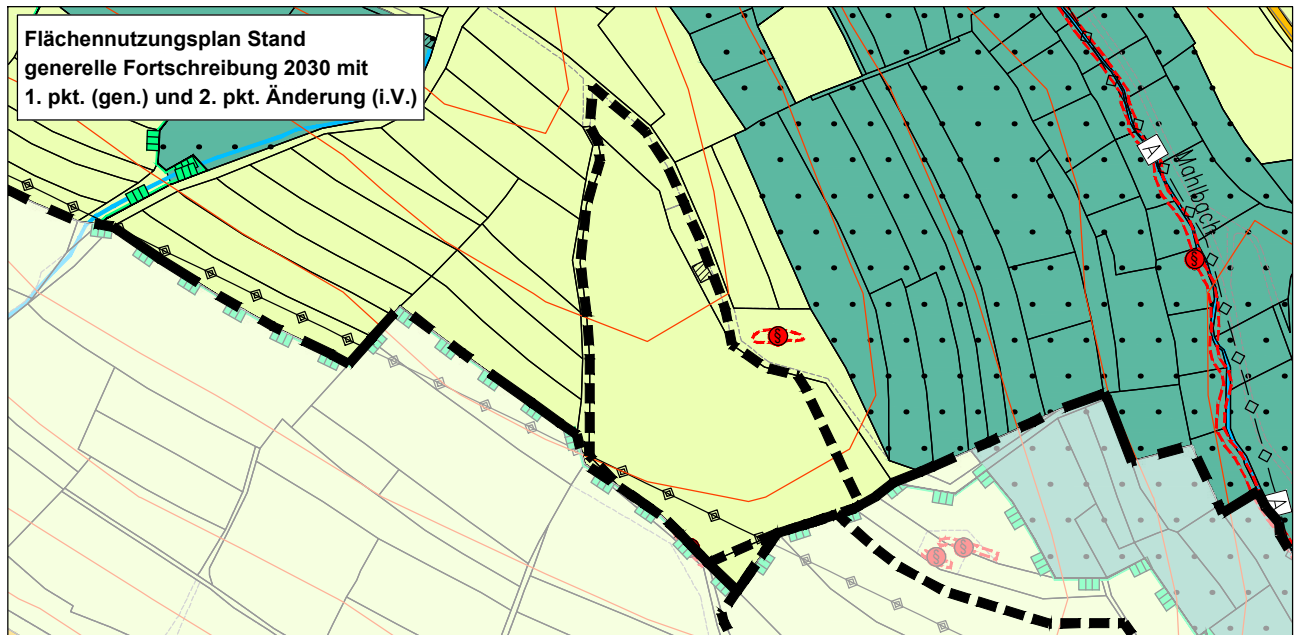 Flächennutzungsplan Stand
generelle Fortschreibung 2030 mit
1. pkt. (gen.) und 2. pkt. Änderung (i.V.)
A
Mahlbach
§
§
§
§
A